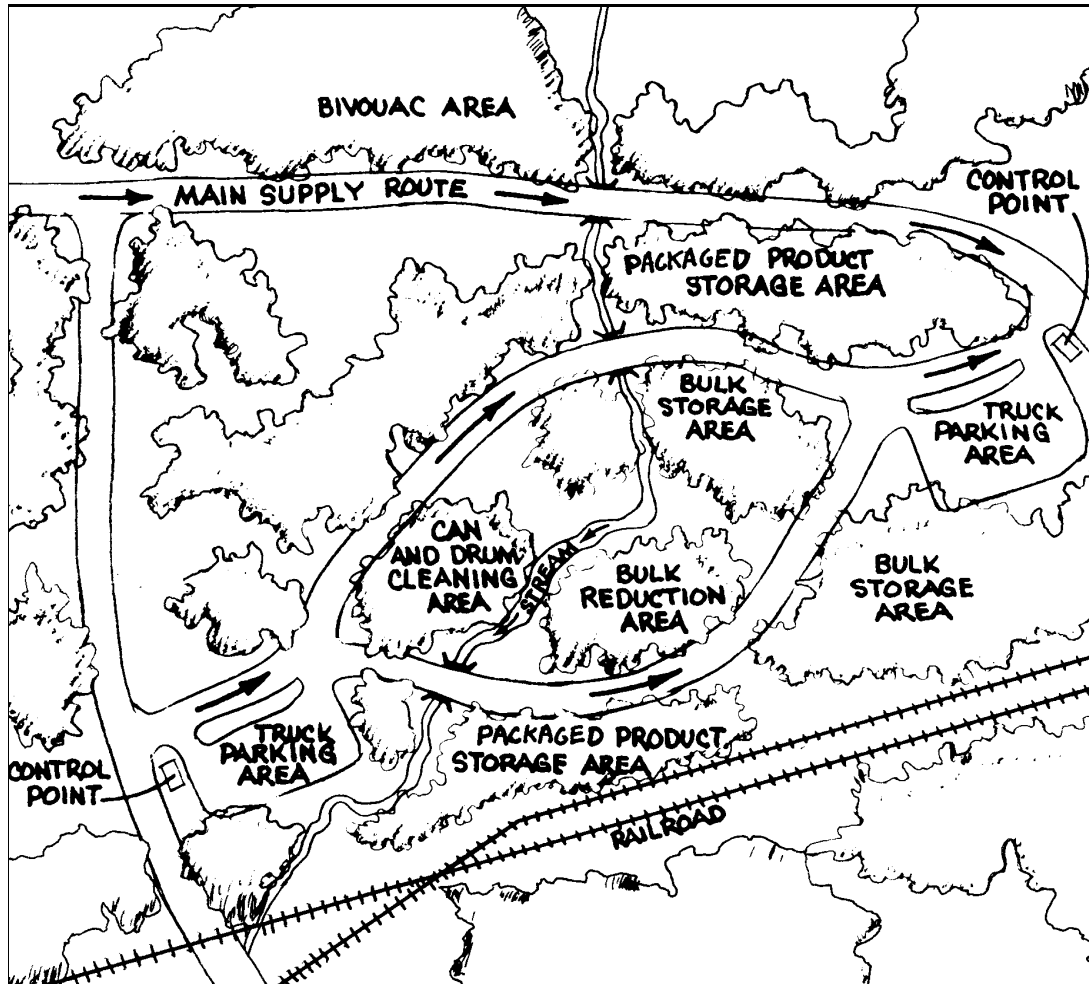 BIVOUAC AREA
MAIN SUPPLY ROUTE
CONTROL
POINT
PACKAGED PRODUCT
STORAGE AREA
BULK
STORAGE
AREA
TRUCK
PARKING
AREA
CAN
AND DRUM
CLEANING
AREA
STREAM
BULK
REDUCTION
AREA
BULK
STORAGE
AREA
TRUCK
PARKING
AREA
PACKAGED PRODUCT
STORAGE AREA
CONTROL
POINT
RAILROAD